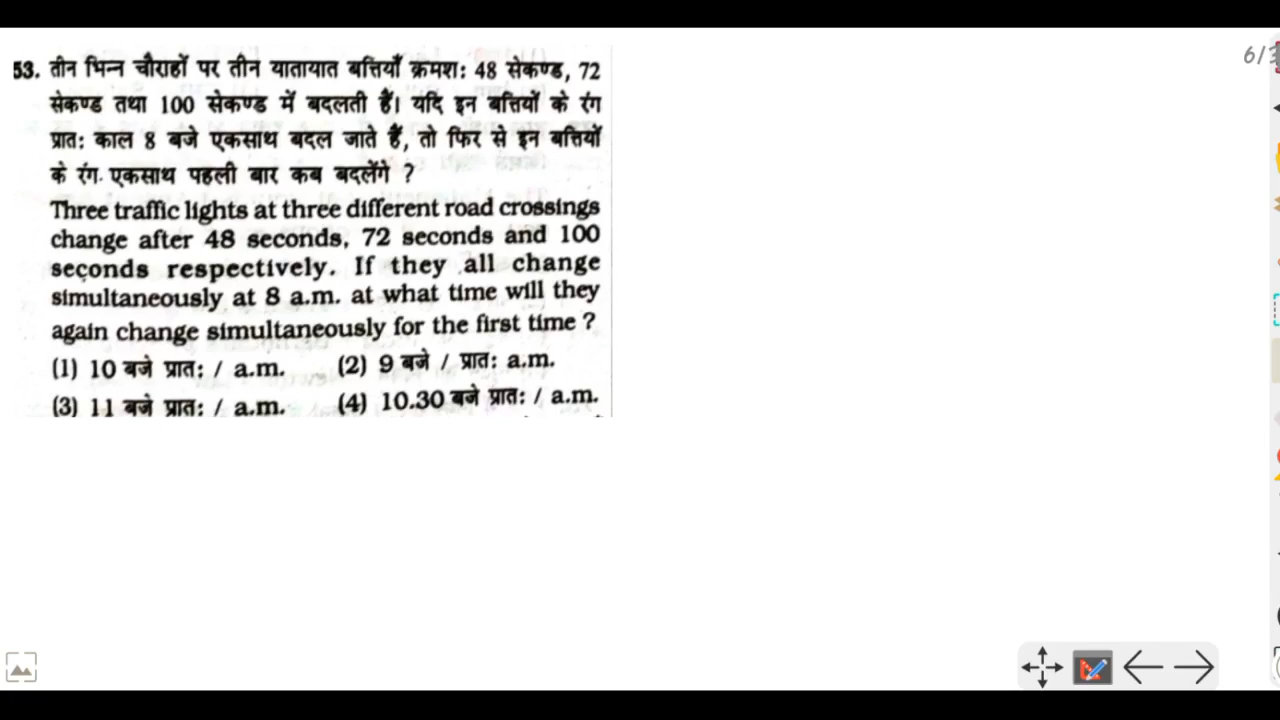 6/3
53. तीन भिन्न चौराहों पर तीन यातायात बत्तियाँ क्रमश: 48 सेकण्ड, 72
सेकण्ड तथा 100 सेकण्ड में बदलती हैं। यदि इन बत्तियों के रंग
प्रात: काल 8 बजे एकसाथ बदल जाते हैं, तो फिर से इन बत्तियों
के रंग एकसाथ पहली बार कब बदलेंगे ?
Three traffic lights at three different road crossings
change after 48 seconds, 72 seconds and 100
seconds respectively. If they all change
simultaneously at 8 a.m. at what time will they
again change simultaneously for the first time ?
(1) 10 बजे प्रात: / a.m. (2) 9 बजे / प्रात: a.m.
(3) 11 बजे प्रात: / a.m. (4) 10.30 बजे प्रात: / a.m.